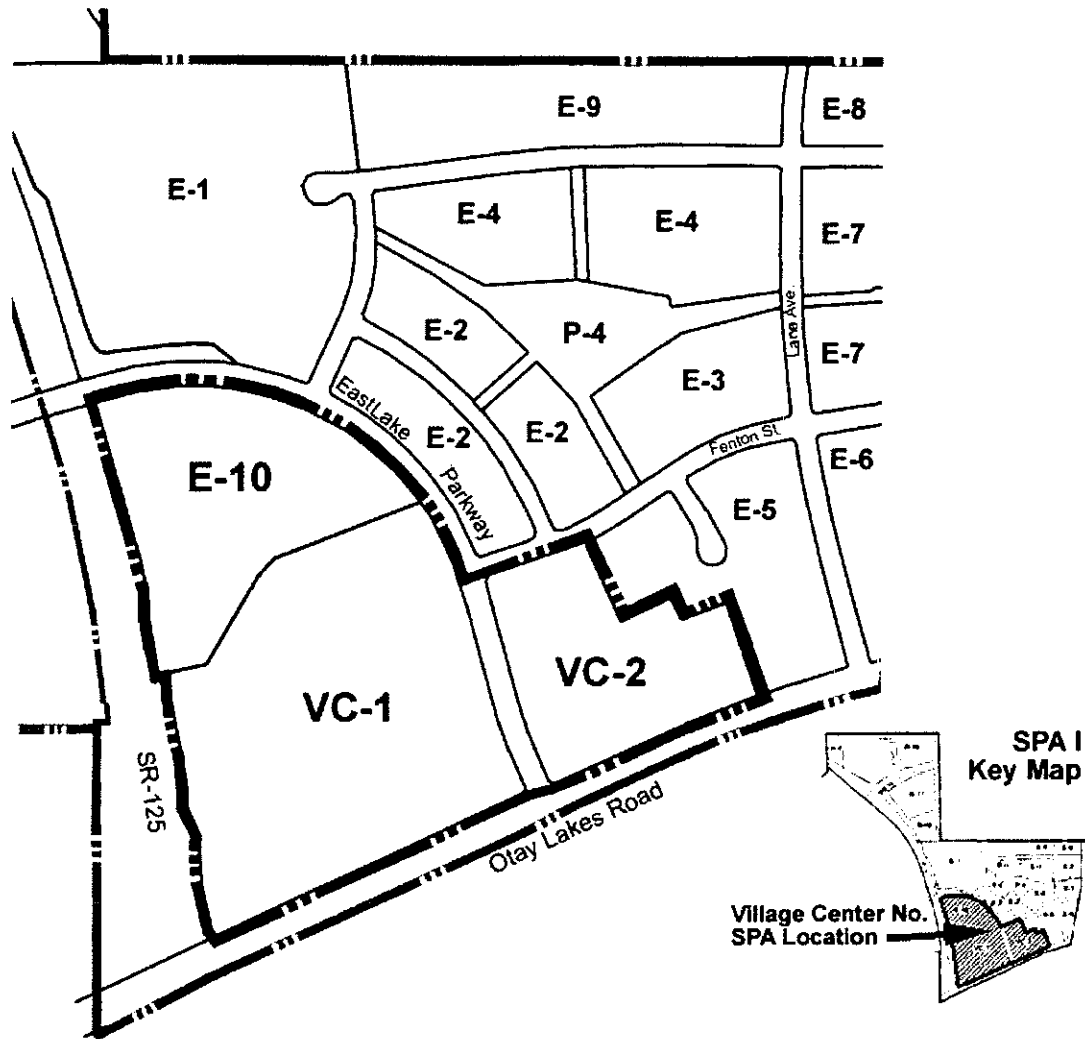 E-9
E-8
E-1
E-4
E-4
E-7
E-2
P-4
Lane Ave.
E-7
E-3
EastLake
Parkway
E-2
E-2
Fenton St.
E-6
E-10
E-5
VC-2
VC-1
SR-125
Otay Lakes Road
SPA I
Key Map
Village Center No.
SPA Location